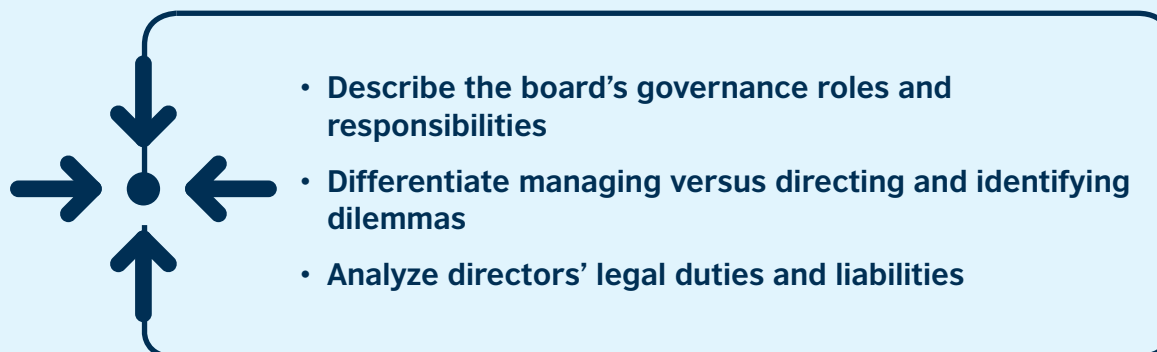 • Describe the board’s governance roles and
responsibilities
• Differentiate managing versus directing and identifying
dilemmas
• Analyze directors’ legal duties and liabilities